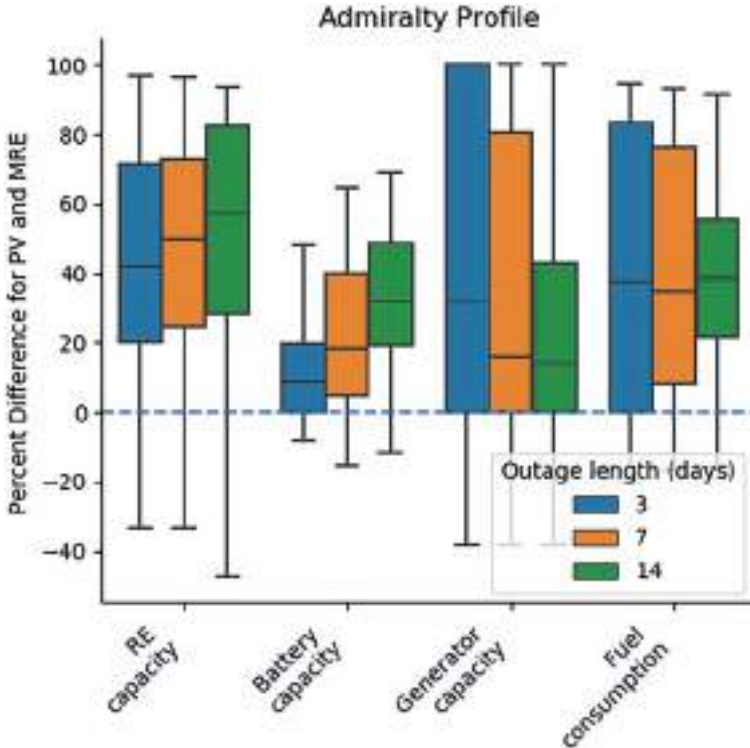 Admiralty Profile
Percent Difference for PV and MRE
100
80
60
40
20
0
−20
−40
Outage length (days)
3
7
14
RE
capacity
Battery
capacity
Generator
capacity
Fuel
consumption